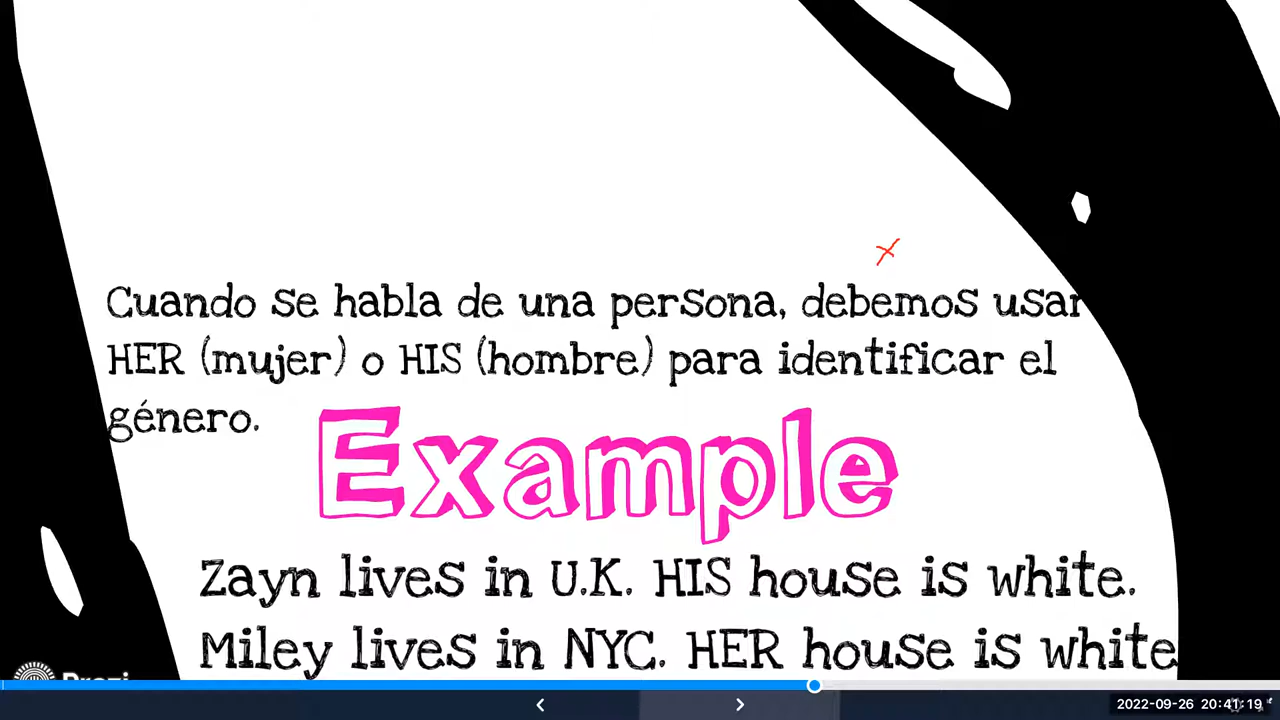 Cuando se habla de una persona, debemos usar
HER (mujer) o HIS (hombre) para identificar el
género.
Example
Zayn lives in U.K. HIS house is white.
Miley lives in NYC. HER house is white
Prezi
2022-09-26 20:41:19